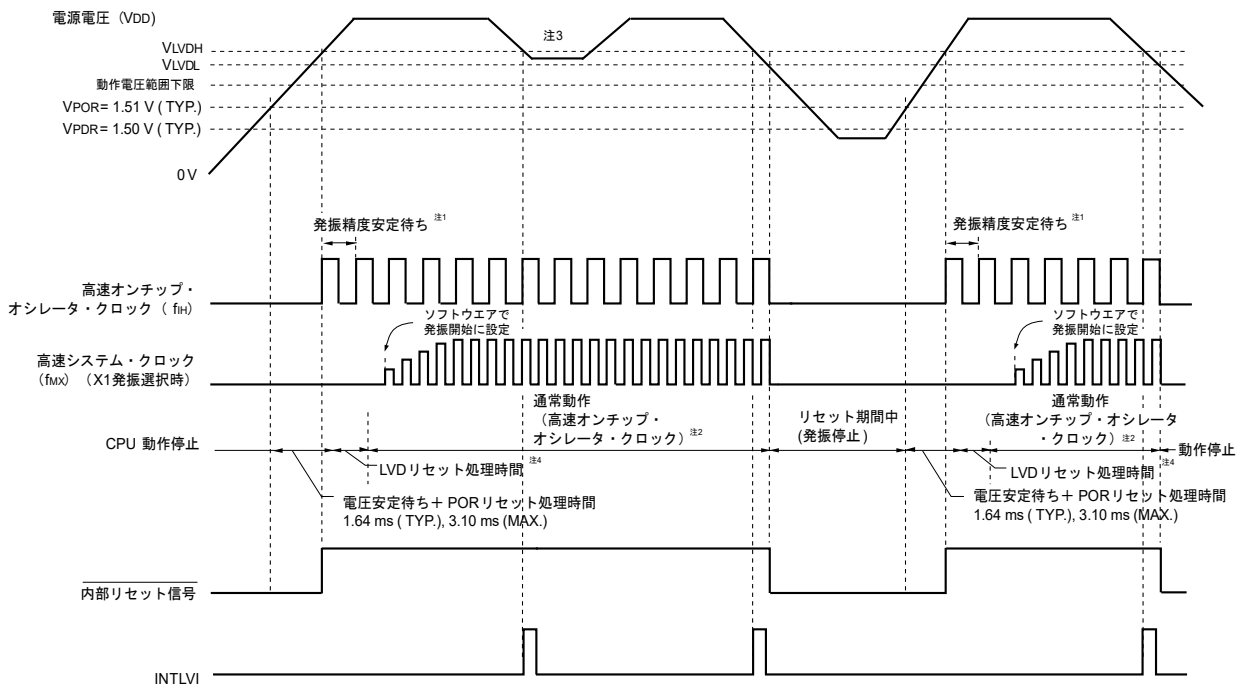 電源電圧（VDD）
注3
VLVDH
VLVDL
動作電圧範囲下限
VPOR = 1.51 V ( TYP. )
VPDR = 1.50 V ( TYP. )
0 V
発振精度安定待ち 注1
発振精度安定待ち 注1
高速オンチップ・
オシレータ・クロック（ fIH）
ソフトウエアで
発振開始に設定
ソフトウエアで
発振開始に設定
高速システム・クロック
（fMX）（X1発振選択時）
通常動作
（高速オンチップ・
オシレータ・クロック）注2
リセット期間中
(発振停止)
通常動作
（高速オンチップ・オシレータ
・クロック）注2
CPU 動作停止
動作停止
LVDリセット処理時間 注4
LVDリセット処理時間 注4
電圧安定待ち＋ PORリセット処理時間
1.64 ms ( TYP.), 3.10 ms (MAX.)
電圧安定待ち＋ PORリセット処理時間
1.64 ms ( TYP.), 3.10 ms (MAX.)
内部リセット信号
INTLVI